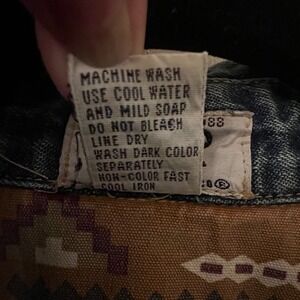 MACHINE WASH
USE COOL WATER
AND MILD SOAP
DO NOT BLEACH
LINE DRY
WASH DARK COLOR
SEPARATELY
NON-COLOR FAST
COOL IRON
88
®